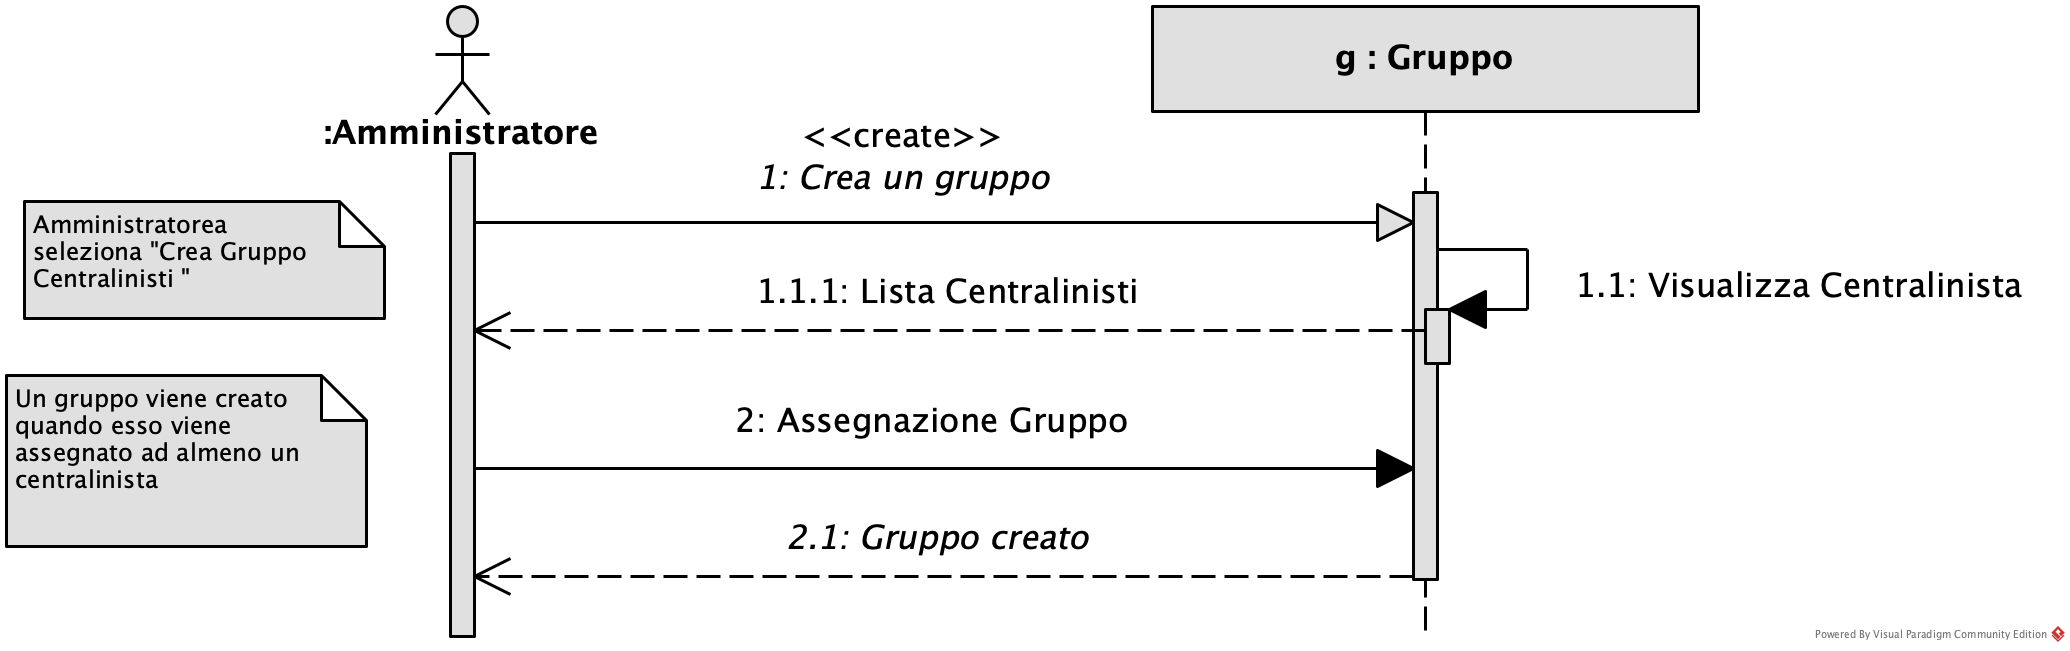 g : Gruppo
:Amministratore
<<create>>
1: Crea un gruppo
Amministratorea
seleziona "Crea Gruppo
Centralinisti "
1.1: Visualizza Centralinista
1.1.1: Lista Centralinisti
Un gruppo viene creato
quando esso viene
assegnato ad almeno un
centralinista
2: Assegnazione Gruppo
2.1: Gruppo creato
Powered By Visual Paradigm Community Edition